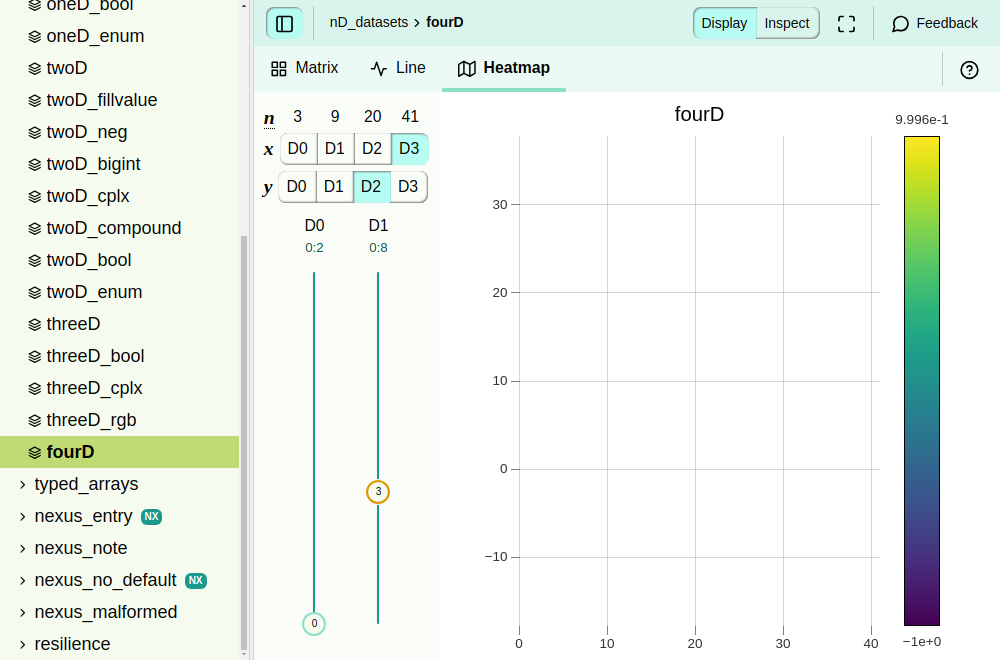 oneD_bool
oneD_enum
twoD
twoD_fillvalue
twoD_neg
twoD_bigint
twoD_cplx
twoD_compound
twoD_bool
twoD_enum
threeD
threeD_bool
threeD_cplx
threeD_rgb
fourD
typed_arrays
nexus_entry NX
nexus_note
nexus_no_default NX
nexus_malformed
resilience
nD_datasets › fourD
Display Inspect
Feedback
Matrix Line Heatmap
n 3 9 20 41
x D0 D1 D2 D3
y D0 D1 D2 D3
D0 D1
0:2 0:8
3
0
fourD
30
20
10
0
−10
0 10 20 30 40
9.996e-1
−1e+0